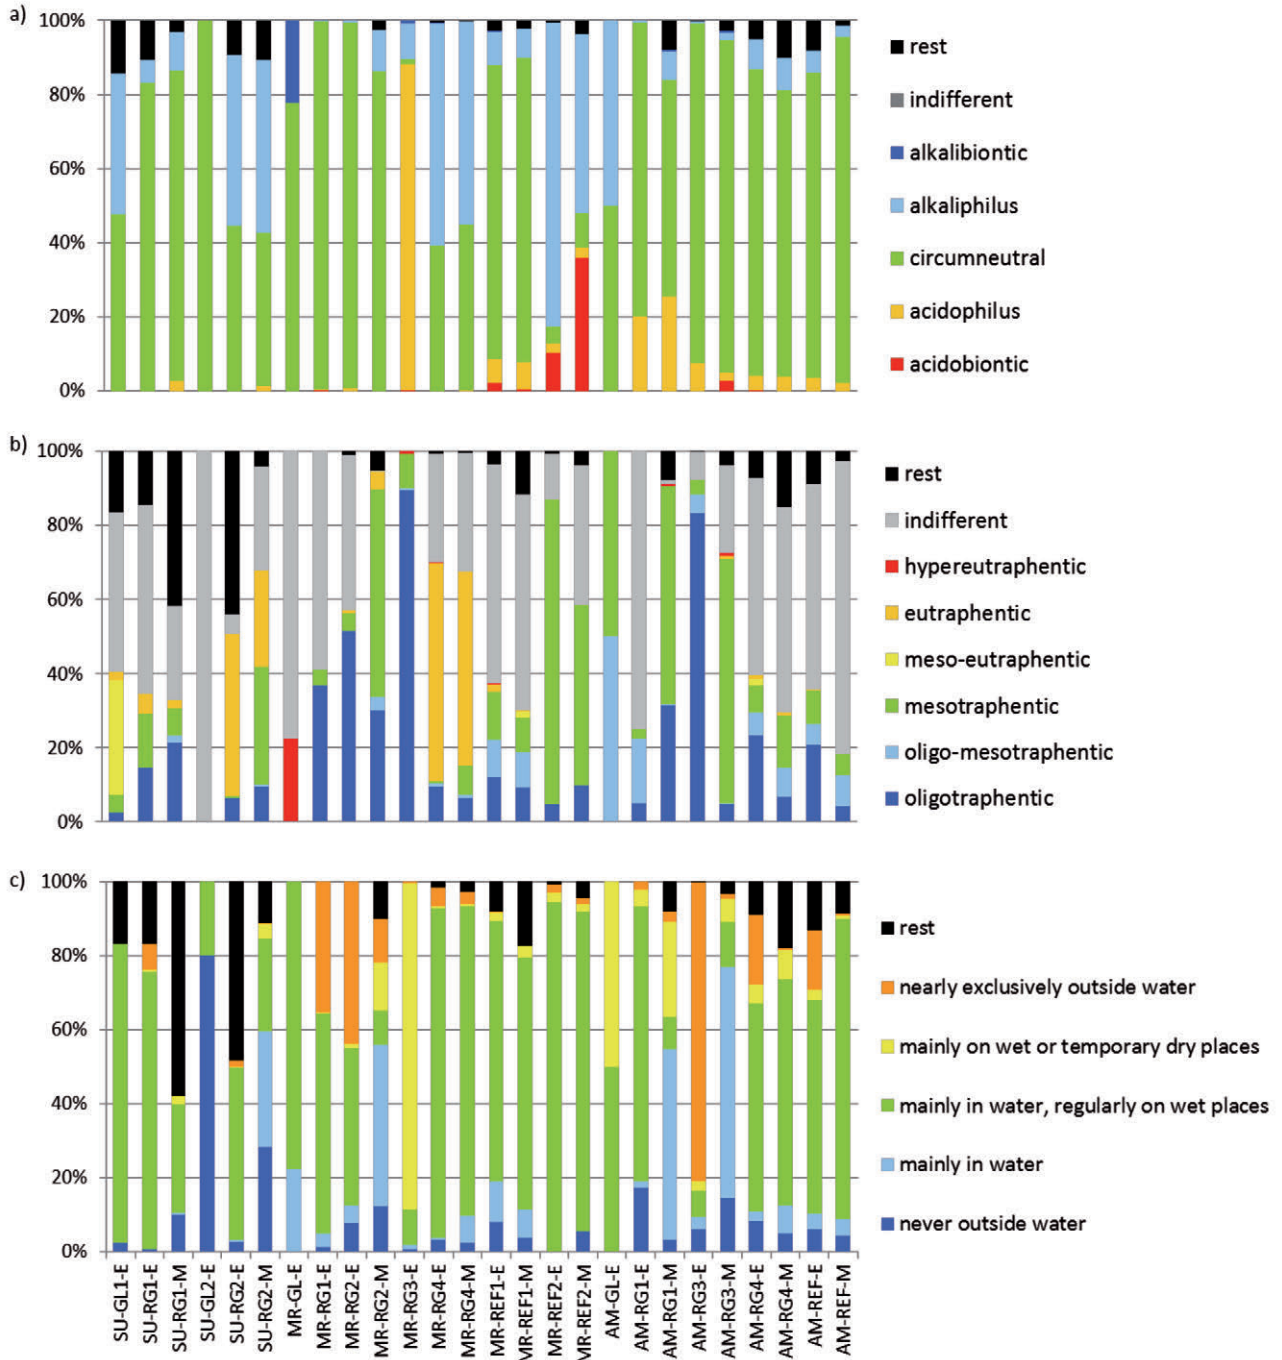 a)
100%
80%
60%
40%
20%
0%
rest
indifferent
alkalibiontic
alkaliphilus
circumneutral
acidophilus
acidobiontic
b)
100%
80%
60%
40%
20%
0%
rest
indifferent
hypereutraphentic
eutraphentic
meso-eutraphentic
mesotraphentic
oligo-mesotraphentic
oligotraphentic
c)
100%
80%
60%
40%
20%
0%
rest
nearly exclusively outside water
mainly on wet or temporary dry places
mainly in water, regularly on wet places
mainly in water
never outside water
SU-GL1-E
SU-RG1-E
SU-RG1-M
SU-GL2-E
SU-RG2-E
SU-RG2-M
MR-GL-E
MR-RG1-E
MR-RG2-E
MR-RG2-M
MR-RG3-E
MR-RG4-E
MR-RG4-M
MR-REF1-E
MR-REF1-M
MR-REF2-E
MR-REF2-M
AM-GL-E
AM-RG1-E
AM-RG1-M
AM-RG3-E
AM-RG3-M
AM-RG4-E
AM-RG4-M
AM-REF-E
AM-REF-M